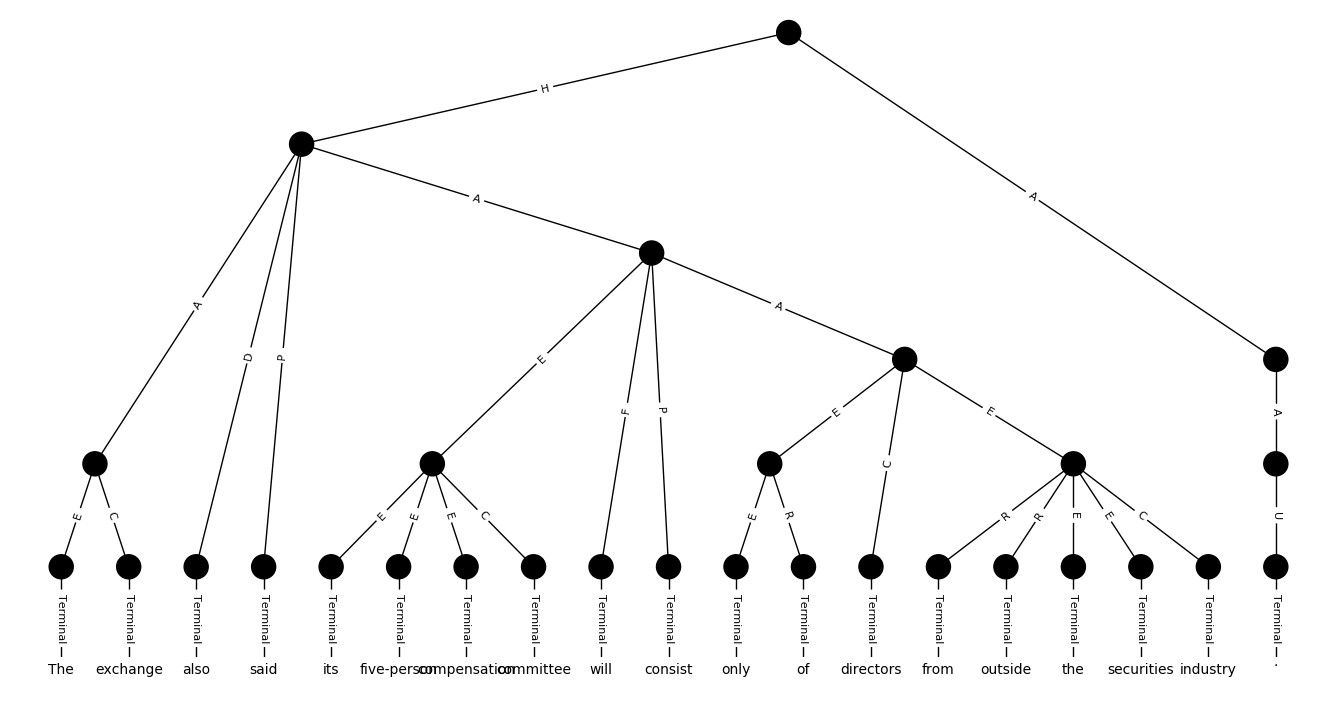 H
A
A
A
D
P
E
F
P
A
E
C
E
A
E
C
E
E
E
C
E
R
R
R
E
E
C
U
Terminal Terminal Terminal Terminal Terminal Terminal Terminal Terminal Terminal Terminal Terminal Terminal Terminal Terminal Terminal Terminal Terminal Terminal Terminal
The exchange also said its five-person compensation committee will consist only of directors from outside the securities industry .